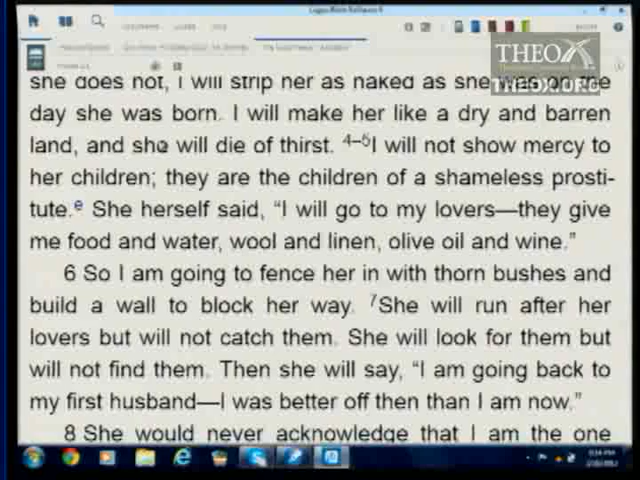 Logos Bible Software 4
THEOX
THEOX.ORG
she does not, I will strip her as naked as she was on the
day she was born. I will make her like a dry and barren
land, and she will die of thirst. 4–5I will not show mercy to
her children; they are the children of a shameless prosti-
tute.e She herself said, “I will go to my lovers—they give
me food and water, wool and linen, olive oil and wine.”
6 So I am going to fence her in with thorn bushes and
build a wall to block her way. 7She will run after her
lovers but will not catch them. She will look for them but
will not find them. Then she will say, “I am going back to
my first husband—I was better off then than I am now.”
8 She would never acknowledge that I am the one